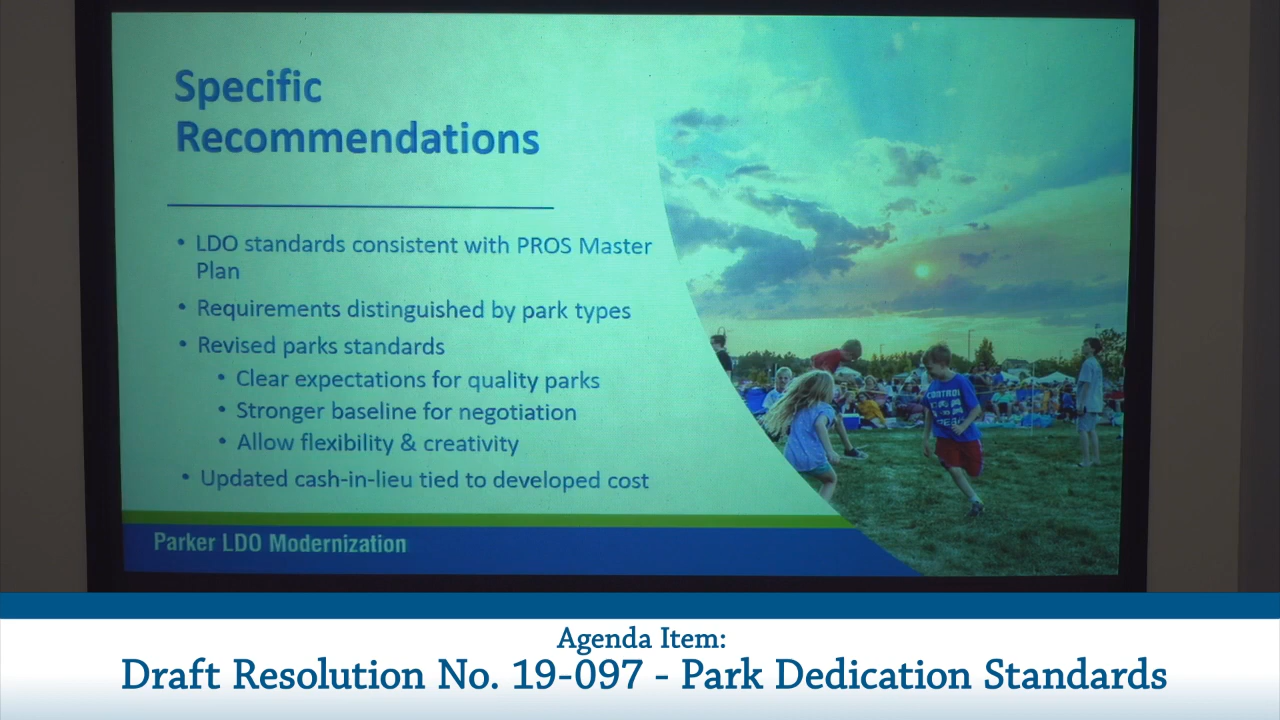 Specific
Recommendations
• LDO standards consistent with PROS Master
Plan
• Requirements distinguished by park types
• Revised parks standards
• Clear expectations for quality parks
• Stronger baseline for negotiation
• Allow flexibility & creativity
• Updated cash-in-lieu tied to developed cost
Parker LDO Modernization
CONTROL
Agenda Item:
Draft Resolution No. 19-097 - Park Dedication Standards